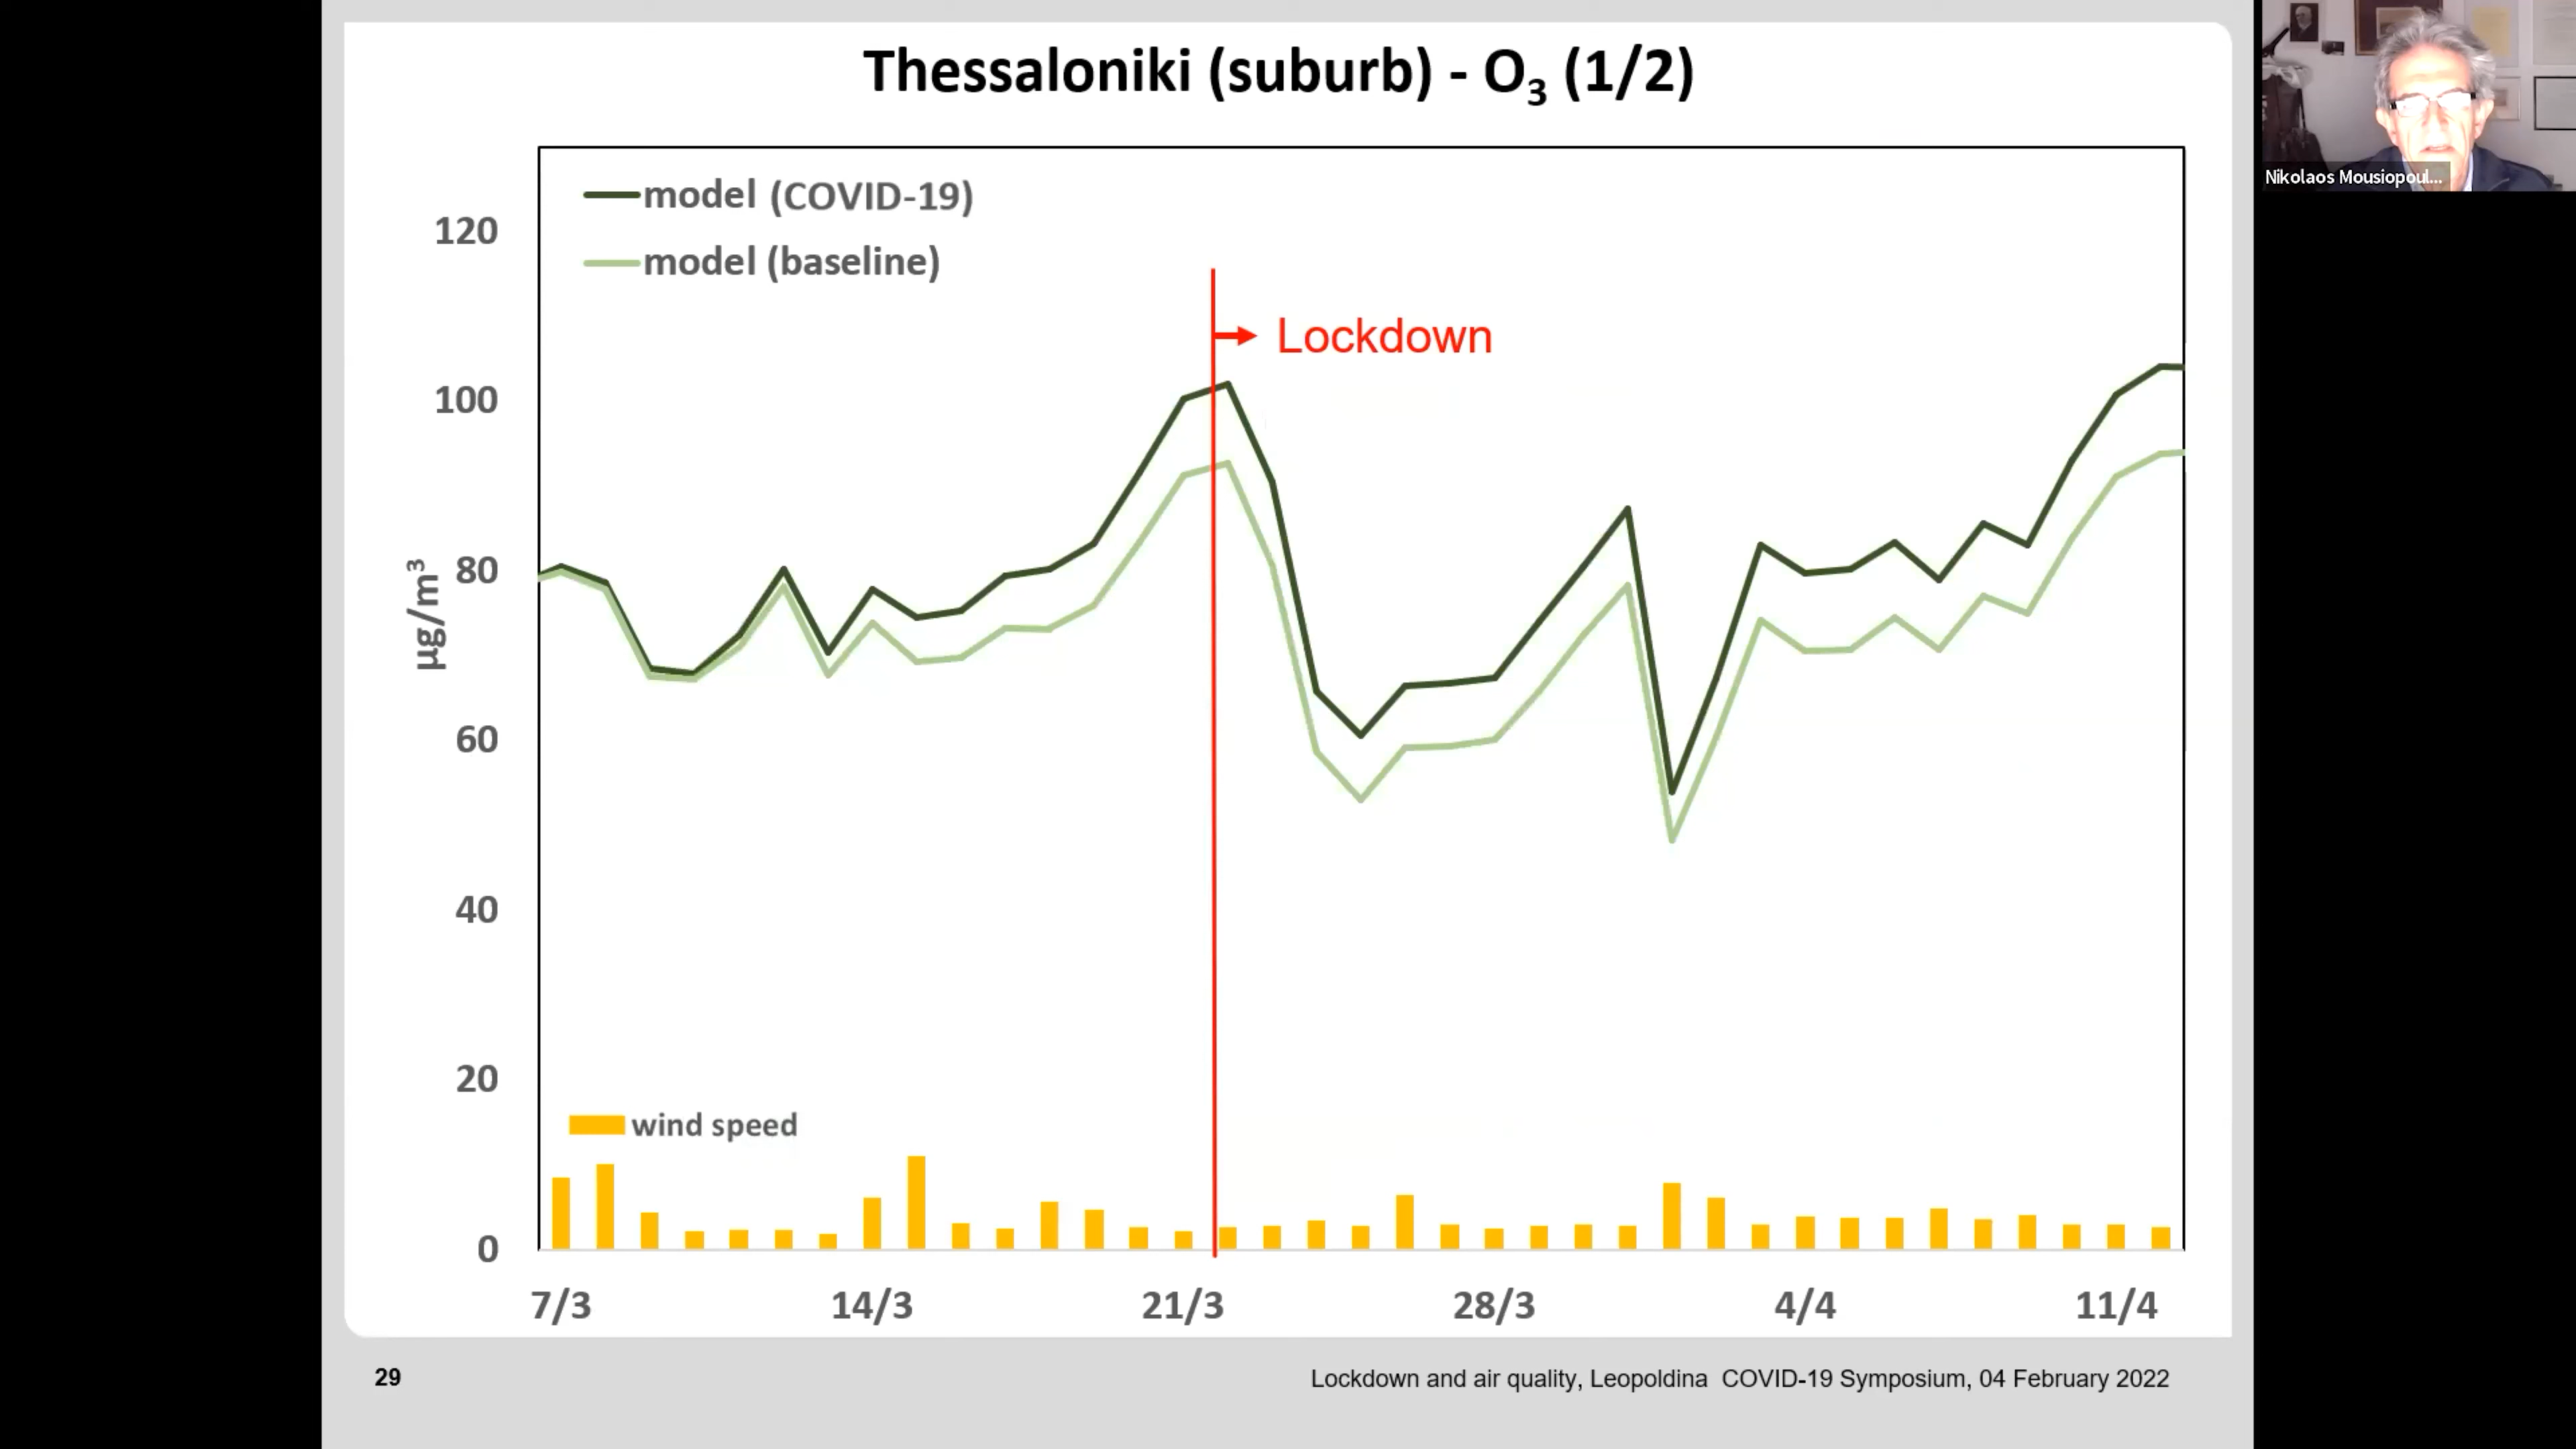 Thessaloniki (suburb) - O₃ (1/2)
Nikolaos Mousiopoul...
model (COVID-19)
model (baseline)
Lockdown
120
100
80
60
40
20
0
µg/m³
wind speed
7/3 14/3 21/3 28/3 4/4 11/4
29
Lockdown and air quality, Leopoldina COVID-19 Symposium, 04 February 2022